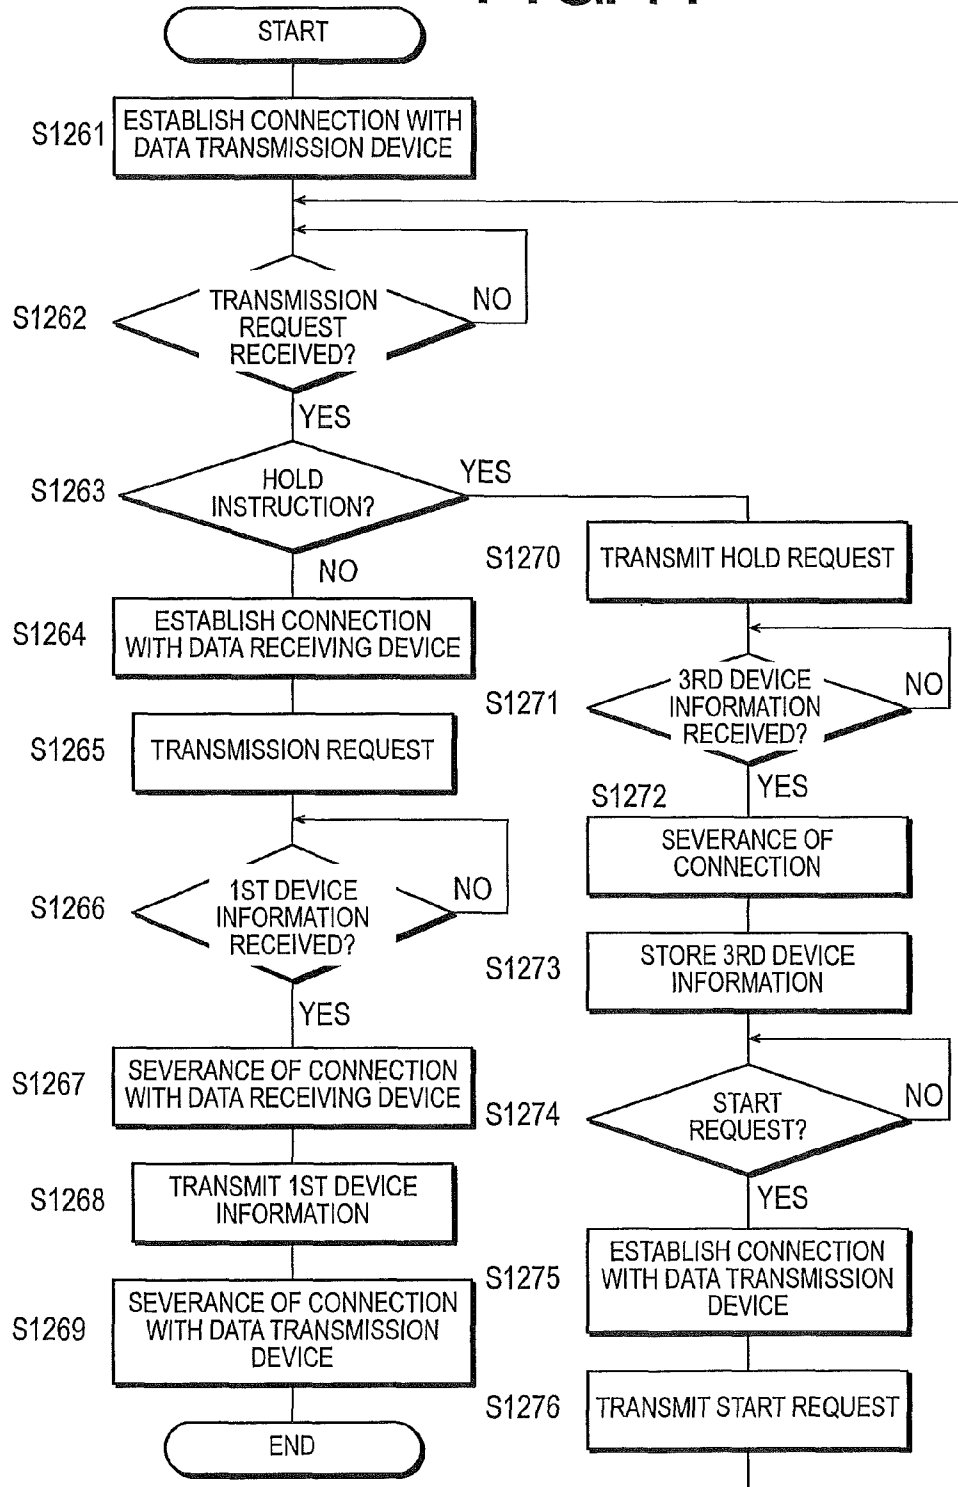 START
S1261
ESTABLISH CONNECTION WITH
DATA TRANSMISSION DEVICE
S1262
TRANSMISSION
REQUEST
RECEIVED?
NO
YES
S1263
HOLD
INSTRUCTION?
YES
NO
S1264
ESTABLISH CONNECTION
WITH DATA RECEIVING DEVICE
S1265
TRANSMISSION REQUEST
S1266
1ST DEVICE
INFORMATION
RECEIVED?
NO
YES
S1267
SEVERANCE OF CONNECTION
WITH DATA RECEIVING DEVICE
S1268
TRANSMIT 1ST DEVICE
INFORMATION
S1269
SEVERANCE OF CONNECTION
WITH DATA TRANSMISSION
DEVICE
END
S1270
TRANSMIT HOLD REQUEST
S1271
3RD DEVICE
INFORMATION
RECEIVED?
NO
YES
S1272
SEVERANCE OF
CONNECTION
S1273
STORE 3RD DEVICE
INFORMATION
S1274
START
REQUEST?
NO
YES
S1275
ESTABLISH CONNECTION
WITH DATA TRANSMISSION
DEVICE
S1276
TRANSMIT START REQUEST